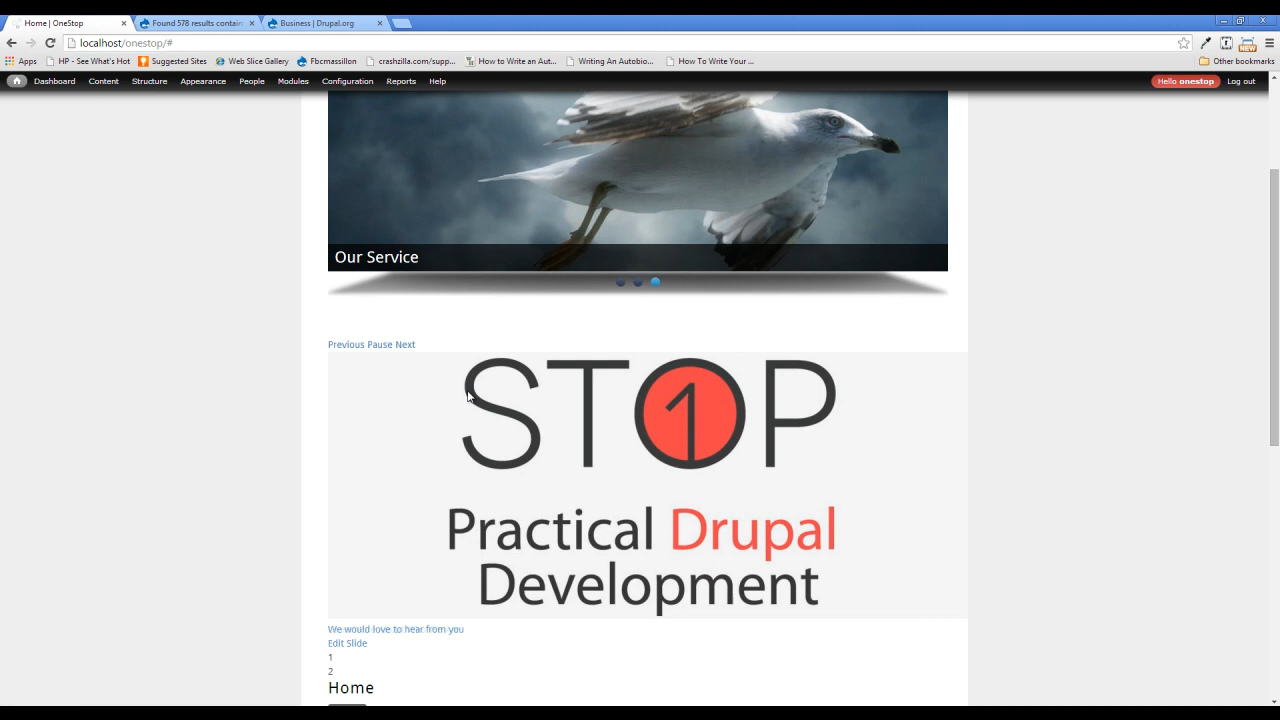 Home | OneStop
Found 578 results contain
Business | Drupal.org
localhost/onestop/#
Apps
HP - See What's Hot
Suggested Sites
Web Slice Gallery
Fbcmassillon
crashzilla.com/supp...
How to Write an Aut...
Writing An Autobio...
How To Write Your ...
Other bookmarks
NEW
Dashboard Content Structure Appearance People Modules Configuration Reports Help
Hello onestop Log out
Our Service
Previous Pause Next
ST1P
Practical Drupal
Development
We would love to hear from you
Edit Slide
1
2
Home